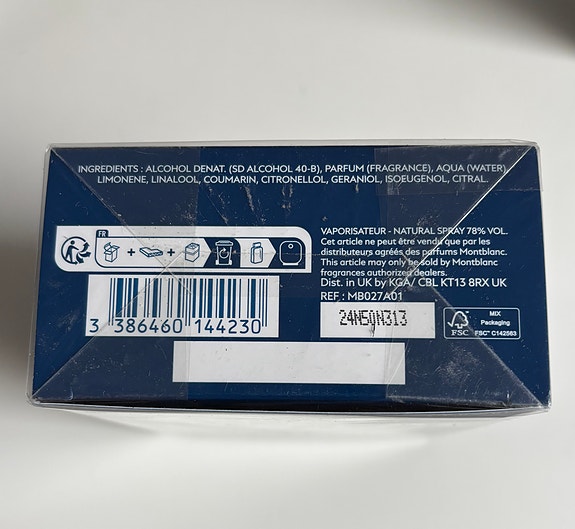 INGREDIENTS : ALCOHOL DENAT. (SD ALCOHOL 40-B), PARFUM (FRAGRANCE), AQUA (WATER)
LIMONENE, LINALOOL, COUMARIN, CITRONELLOL, GERANIOL, ISOEUGENOL, CITRAL.
FR
VAPORISATEUR - NATURAL SPRAY 78% VOL.
Cet article ne peut être vendu que par les
distributeurs agréés des parfums Montblanc.
This article may only be sold by Montblanc
fragrances authorized dealers.
Dist. in UK by KGA/ CBL KT13 8RX UK
REF : MB027A01
3 386460 144230
24N50N313
FSC
MIX
Packaging
FSC™ C142563